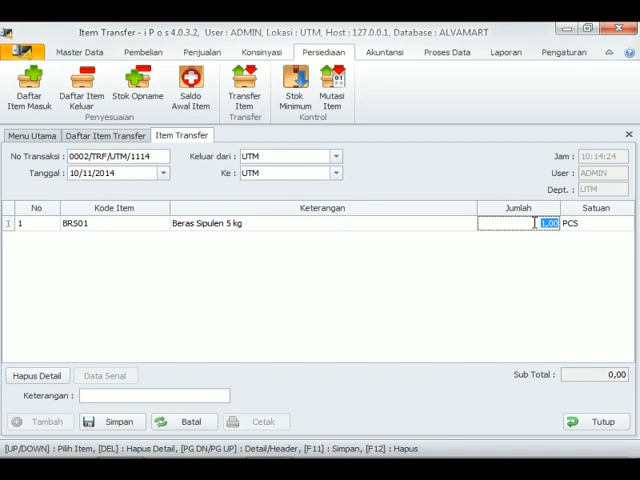 Item Transfer - i P o s 4.0.3.2, User : ADMIN, Lokasi : UTM, Host : 127.0.0.1, Database : ALVAMART
Master Data Pembelian Penjualan Konsinyasi Persediaan Akuntansi Proses Data Laporan Pengaturan
Daftar Item Masuk
Daftar Item Keluar
Stok Opname
Saldo Awal Item
Transfer Item
Stok Minimum
Mutasi Item
Penyesuaian Transfer Kontrol
Menu Utama Daftar Item Transfer Item Transfer
No Transaksi : 0002/TRF/UTM/1114 Keluar dari : UTM Jam : 10:14:24
Tanggal : 10/11/2014 Ke : UTM User : ADMIN
Dept. : UTM
No Kode Item Keterangan Jumlah Satuan
1 BRS01 Beras Sipulen 5 kg 1,00 PCS
Hapus Detail Data Serial Sub Total : 0,00
Keterangan :
Tambah Simpan Batal Cetak Tutup
[UP/DOWN] : Pilih Item, [DEL] : Hapus Detail, [PG DN/PG UP] : Detail/Header, [F11] : Simpan, [F12] : Hapus